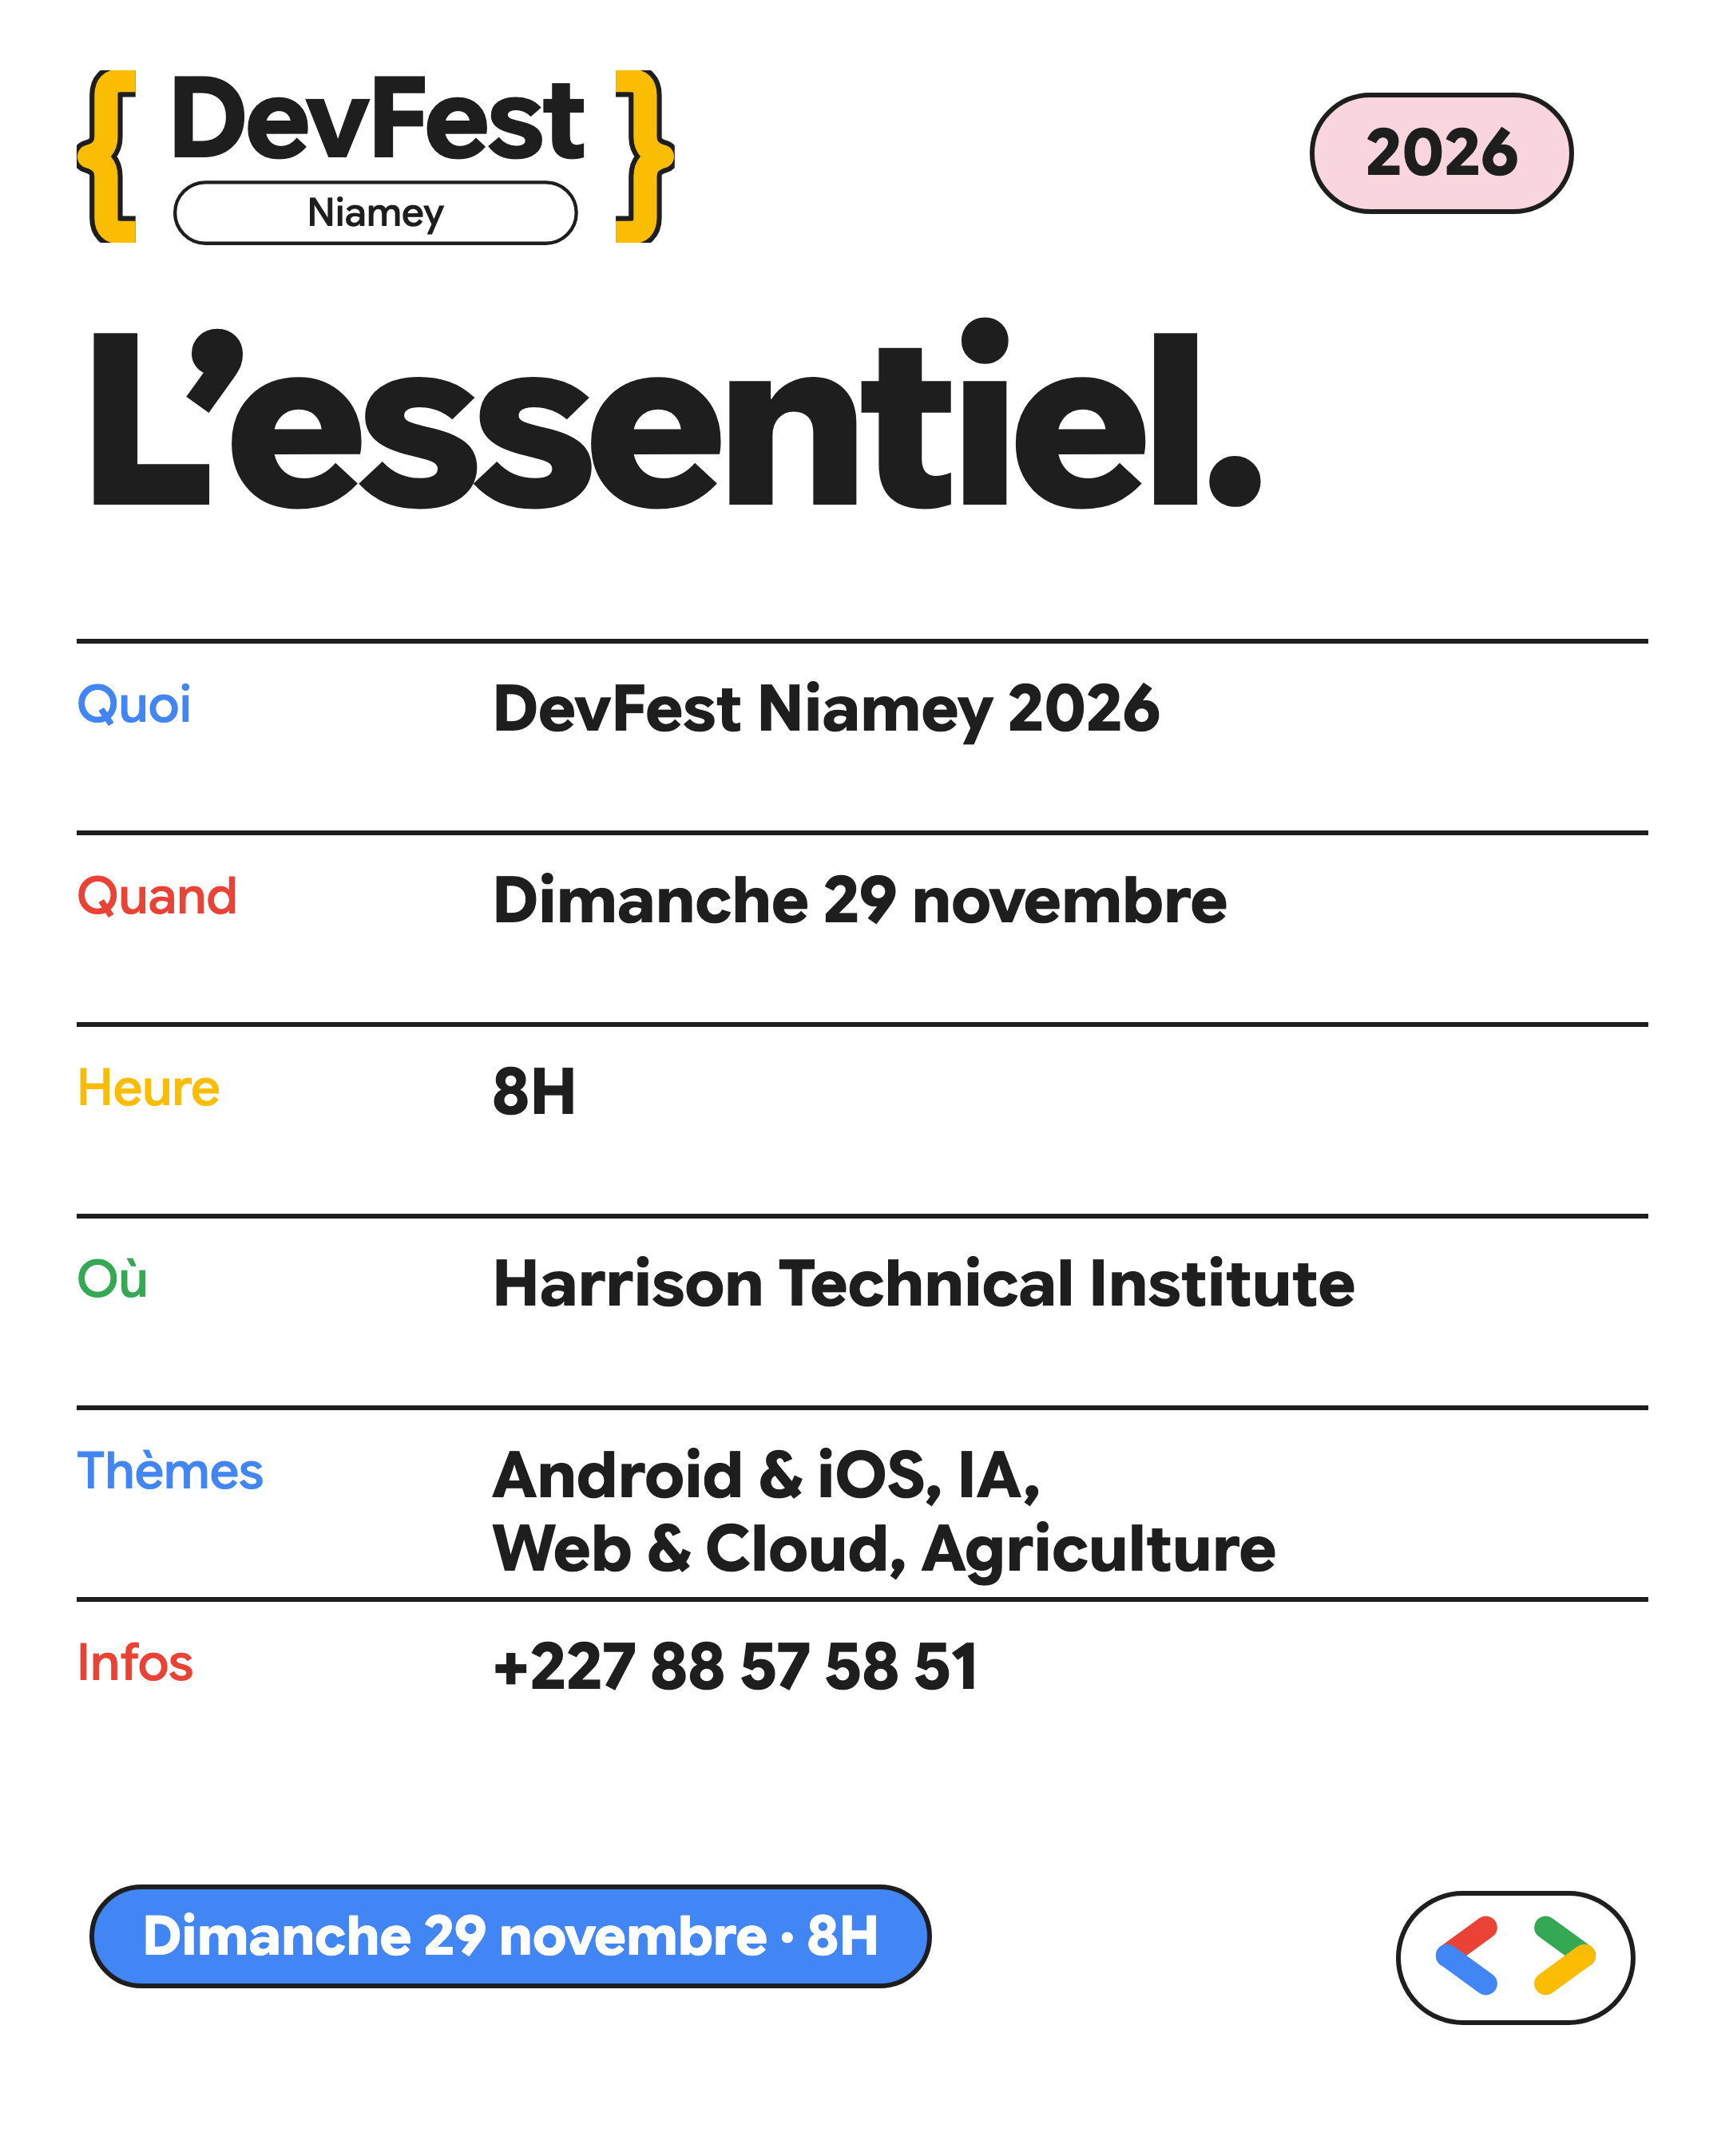 DevFest
Niamey
2026
L’essentiel.
Quoi
DevFest Niamey 2026
Quand
Dimanche 29 novembre
Heure
8H
Où
Harrison Technical Institute
Thèmes
Android & iOS, IA,
Web & Cloud, Agriculture
Infos
+227 88 57 58 51
Dimanche 29 novembre · 8H